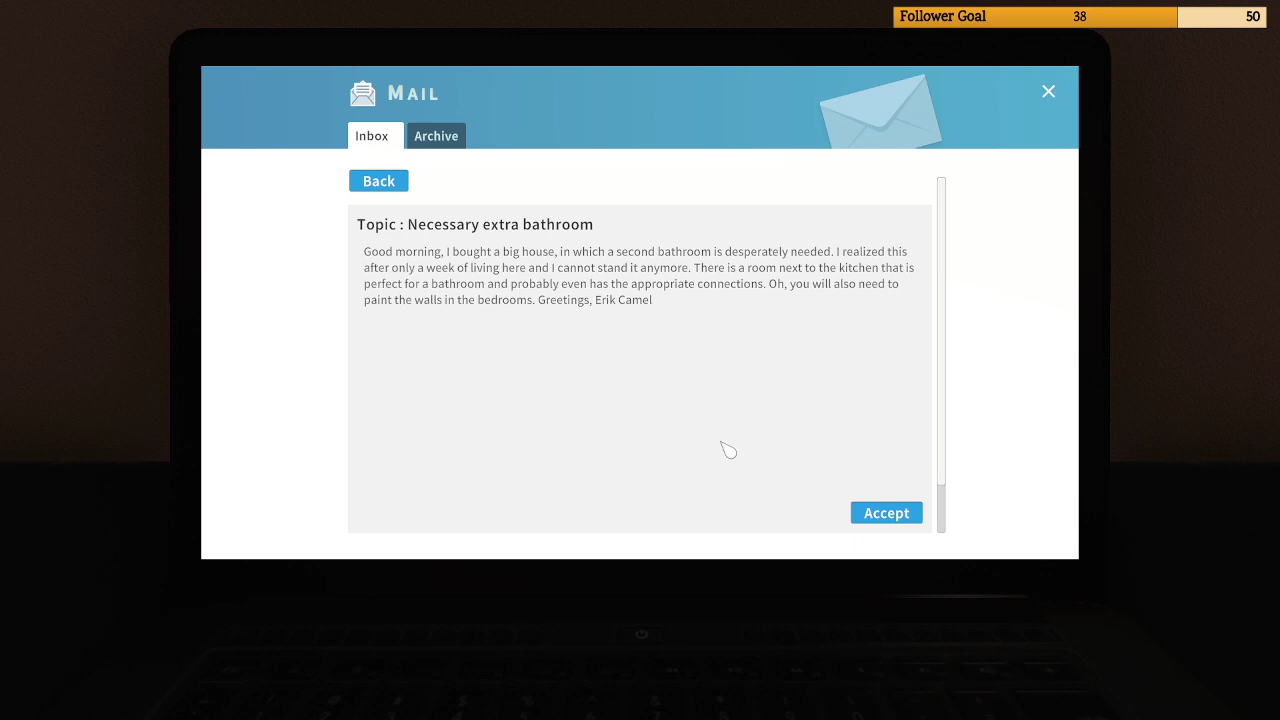 Follower Goal 38 50
MAIL
Inbox Archive
Back
Topic : Necessary extra bathroom
Good morning, I bought a big house, in which a second bathroom is desperately needed. I realized this
after only a week of living here and I cannot stand it anymore. There is a room next to the kitchen that is
perfect for a bathroom and probably even has the appropriate connections. Oh, you will also need to
paint the walls in the bedrooms. Greetings, Erik Camel
Accept